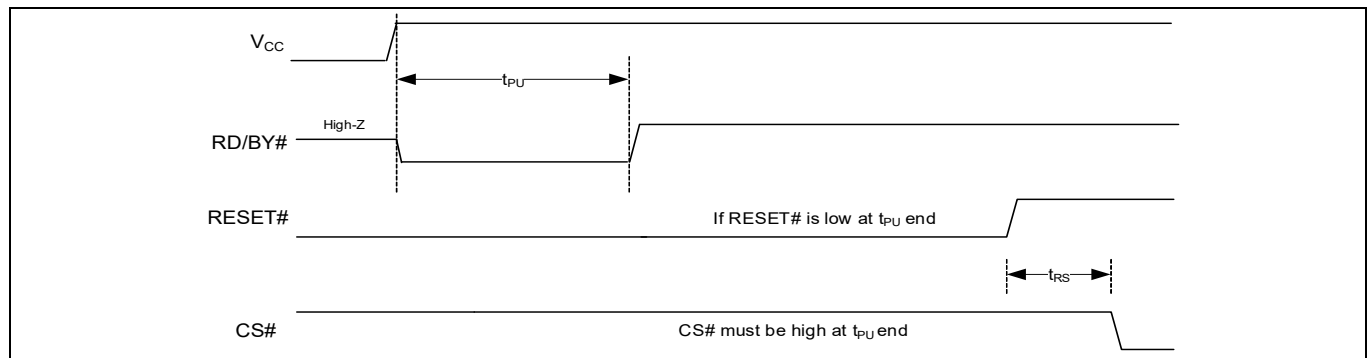 VCC
tPU
High-Z
RD/BY#
RESET#
If RESET# is low at tPU end
tRS
CS#
CS# must be high at tPU end